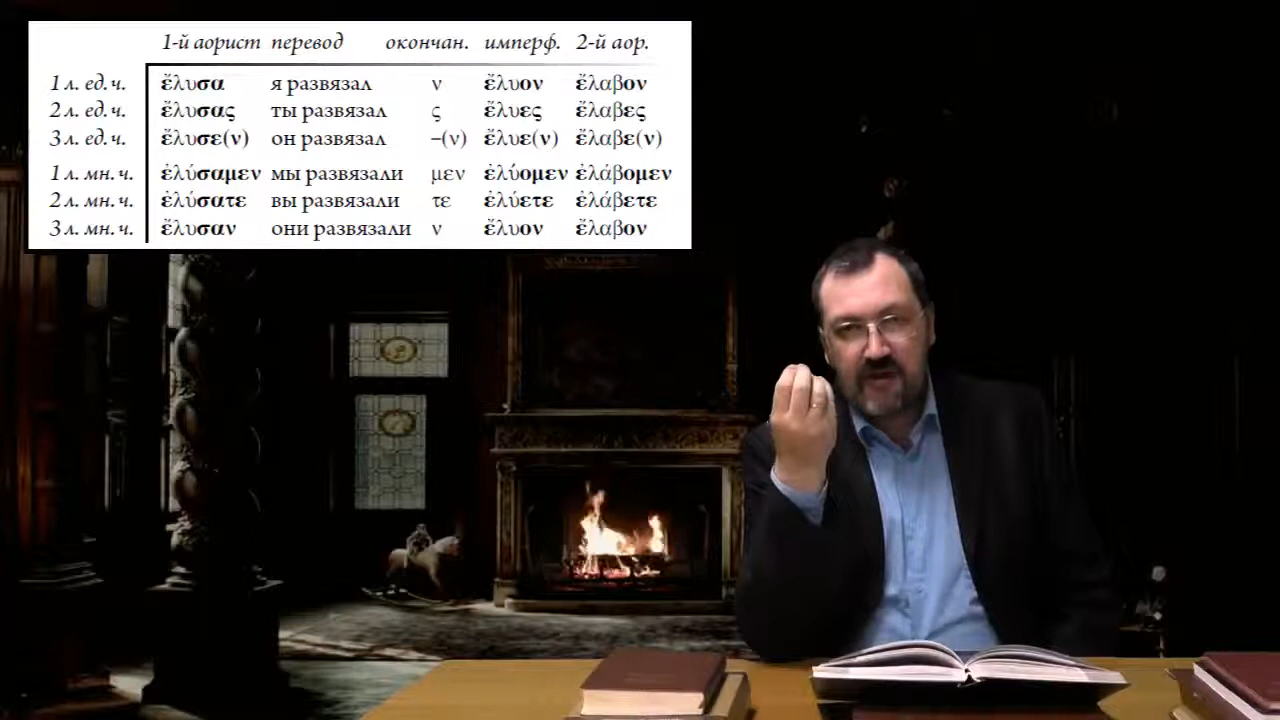 1-й аорист перевод окончан. имперф. 2-й аор.
1 л. ед. ч. ἔλυσα я развязал ν ἔλυον ἔλαβον
2 л. ед. ч. ἔλυσας ты развязал ς ἔλυες ἔλαβες
3 л. ед. ч. ἔλυσε(ν) он развязал –(ν) ἔλυε(ν) ἔλαβε(ν)
1 л. мн. ч. ἐλύσαμεν мы развязали μεν ἐλύομεν ἐλάβομεν
2 л. мн. ч. ἐλύσατε вы развязали τε ἐλύετε ἐλάβετε
3 л. мн. ч. ἔλυσαν они развязали ν ἔλυον ἔλαβον